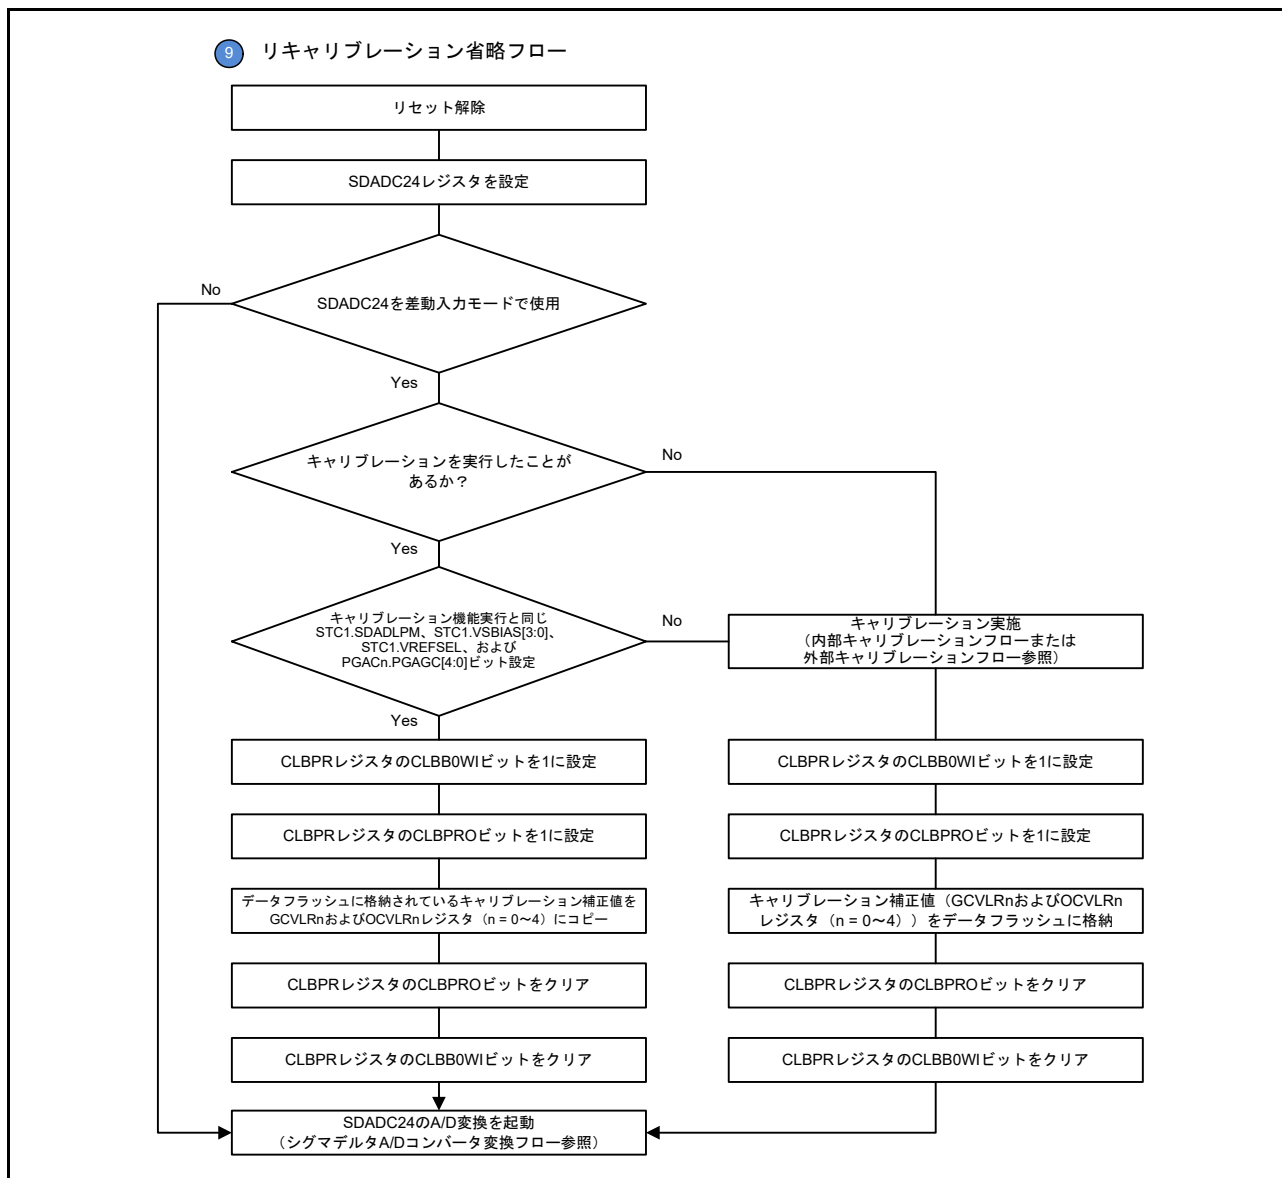 9 リキャリブレーション省略フロー
リセット解除
SDADC24レジスタを設定
SDADC24を差動入力モードで使用
No
Yes
キャリブレーションを実行したことが
あるか？
No
Yes
キャリブレーション機能実行と同じ
STC1.SDADLPM、STC1.VSBIAS[3:0]、
STC1.VREFSEL、および
PGACn.PGAGC[4:0]ビット設定
No
Yes
キャリブレーション実施
（内部キャリブレーションフローまたは
外部キャリブレーションフロー参照）
CLBPRレジスタのCLBB0WIビットを1に設定
CLBPRレジスタのCLBPROビットを1に設定
データフラッシュに格納されているキャリブレーション補正値を
GCVLRnおよびOCVLRnレジスタ（n = 0～4）にコピー
CLBPRレジスタのCLBPROビットをクリア
CLBPRレジスタのCLBB0WIビットをクリア
CLBPRレジスタのCLBB0WIビットを1に設定
CLBPRレジスタのCLBPROビットを1に設定
キャリブレーション補正値（GCVLRnおよびOCVLRn
レジスタ（n = 0～4））をデータフラッシュに格納
CLBPRレジスタのCLBPROビットをクリア
CLBPRレジスタのCLBB0WIビットをクリア
SDADC24のA/D変換を起動
（シグマデルタA/Dコンバータ変換フロー参照）